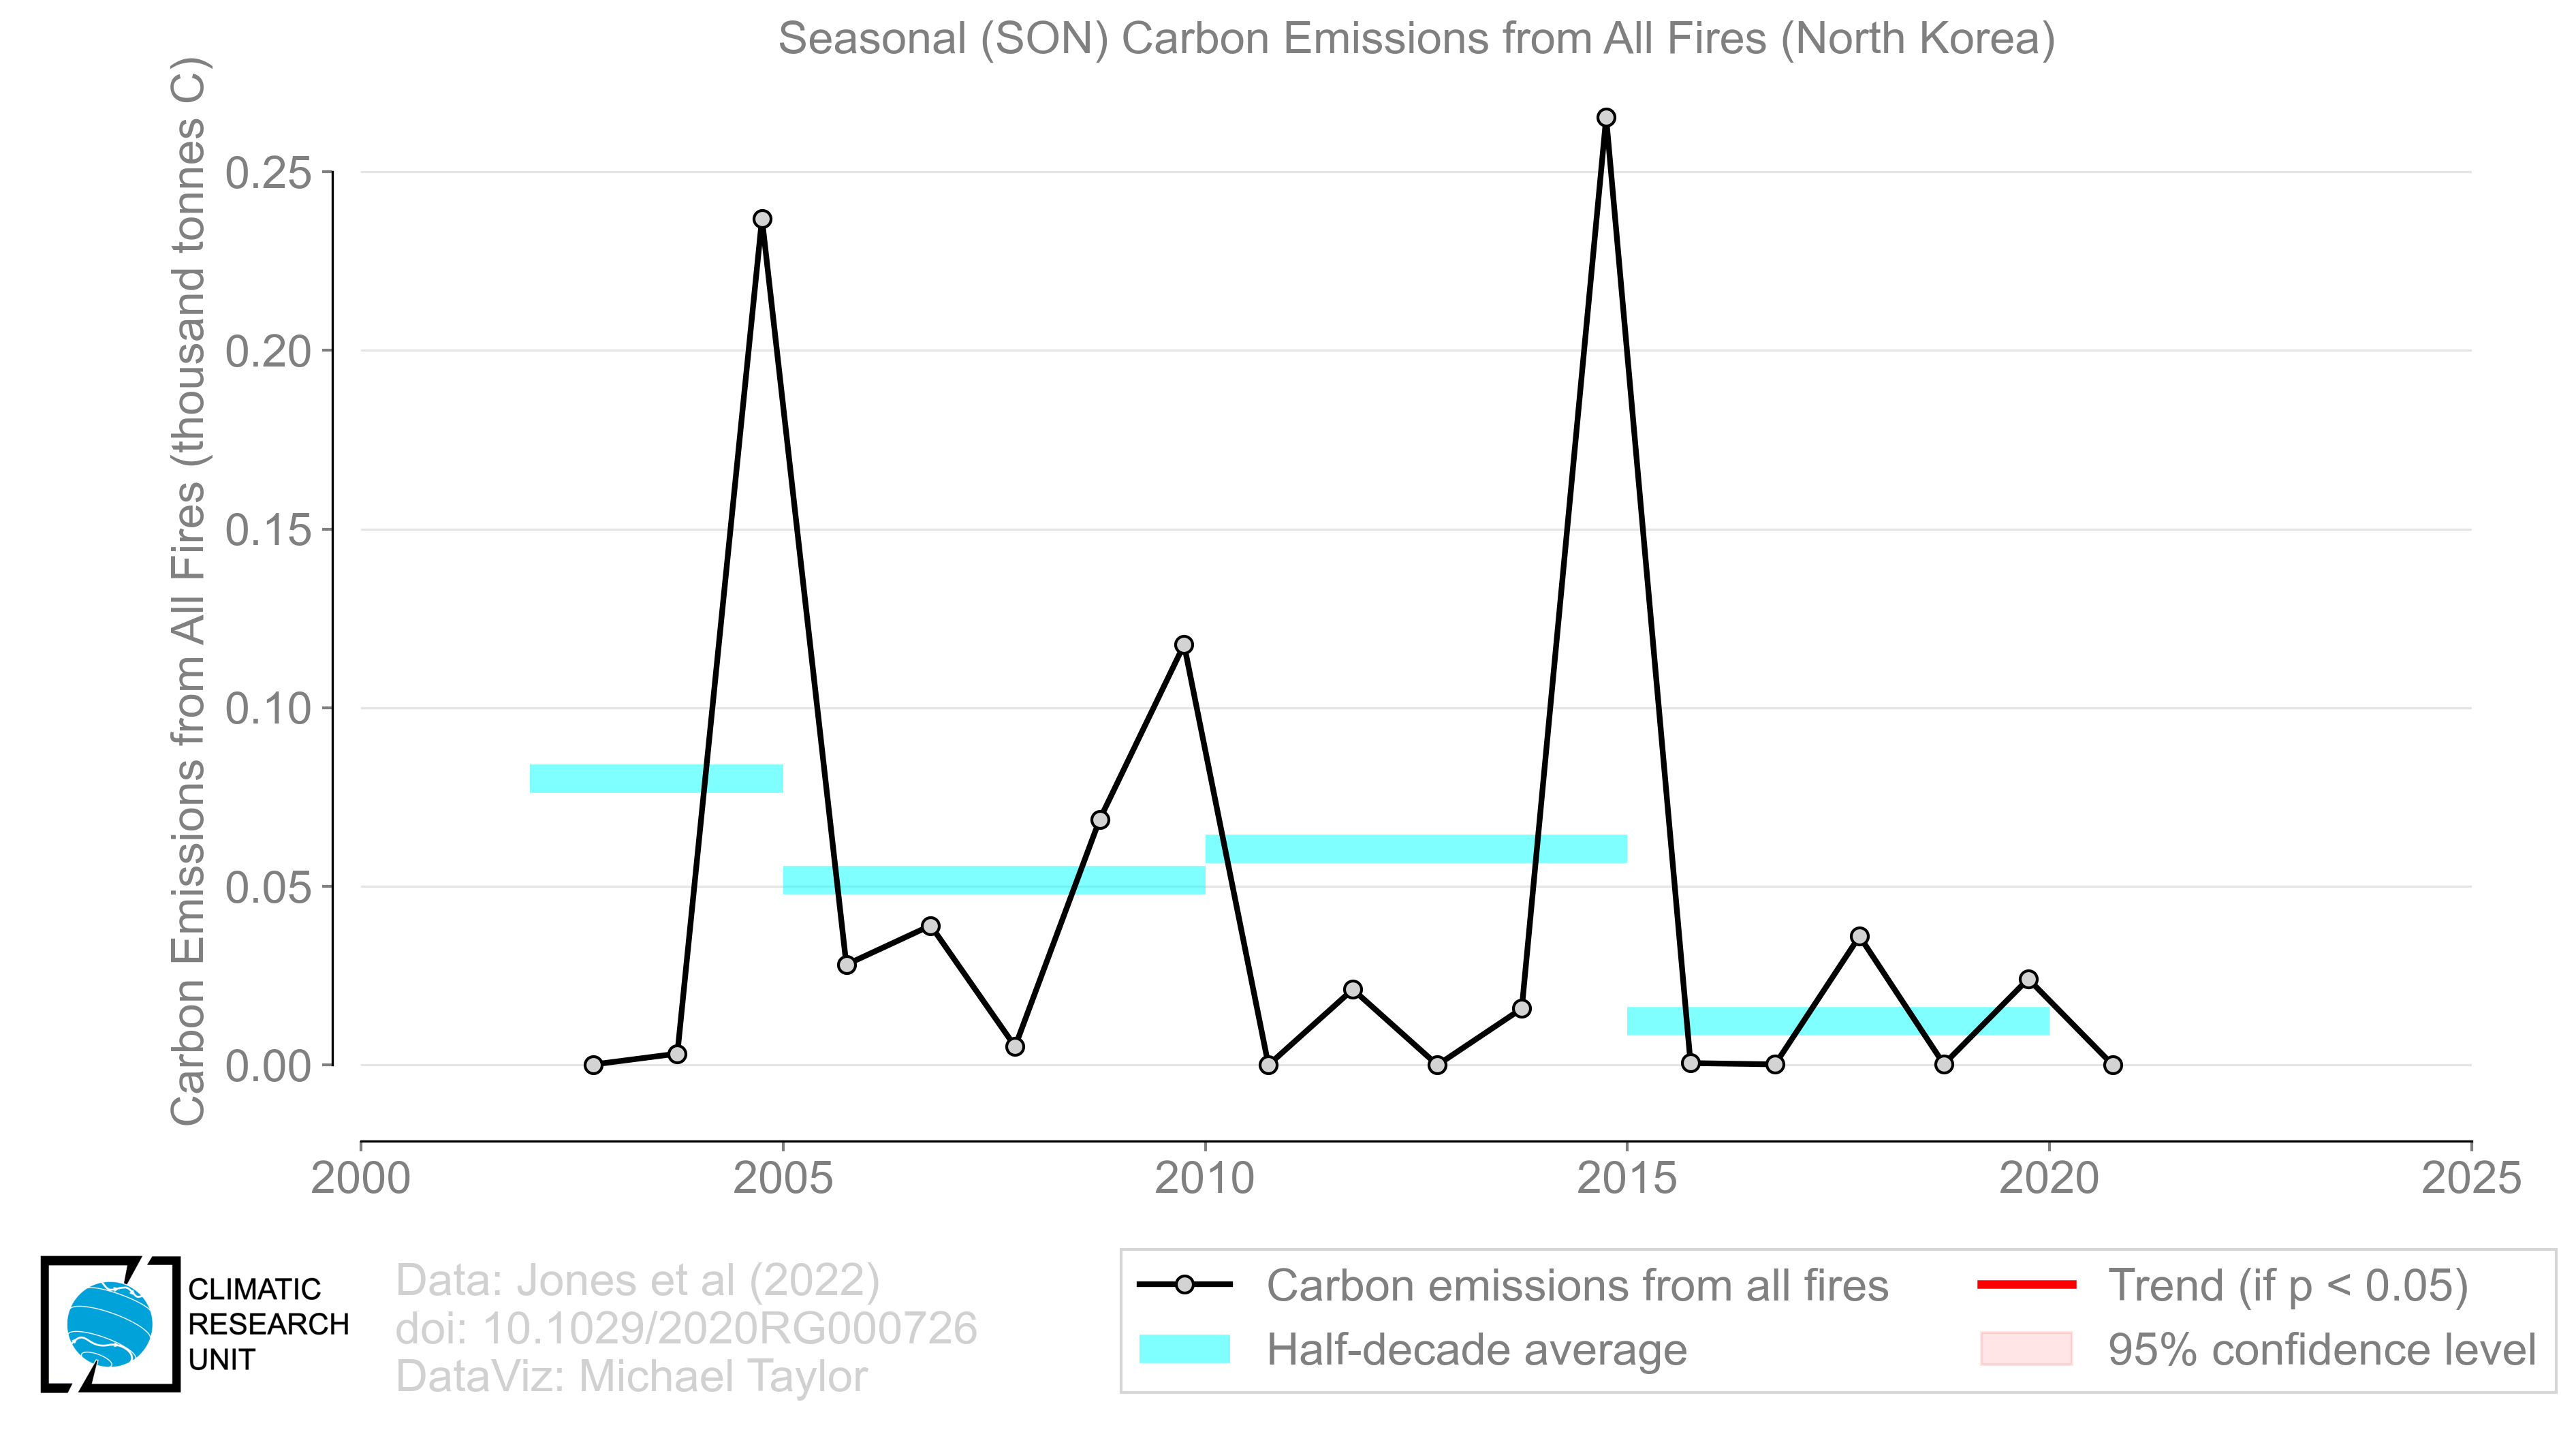 Seasonal (SON) Carbon Emissions from All Fires (North Korea)
Carbon Emissions from All Fires (thousand tonnes C)
0.25
0.20
0.15
0.10
0.05
0.00
2000
2005
2010
2015
2020
2025
CLIMATIC
RESEARCH
UNIT
Data: Jones et al (2022)
doi: 10.1029/2020RG000726
DataViz: Michael Taylor
Carbon emissions from all fires
Half-decade average
Trend (if p < 0.05)
95% confidence level